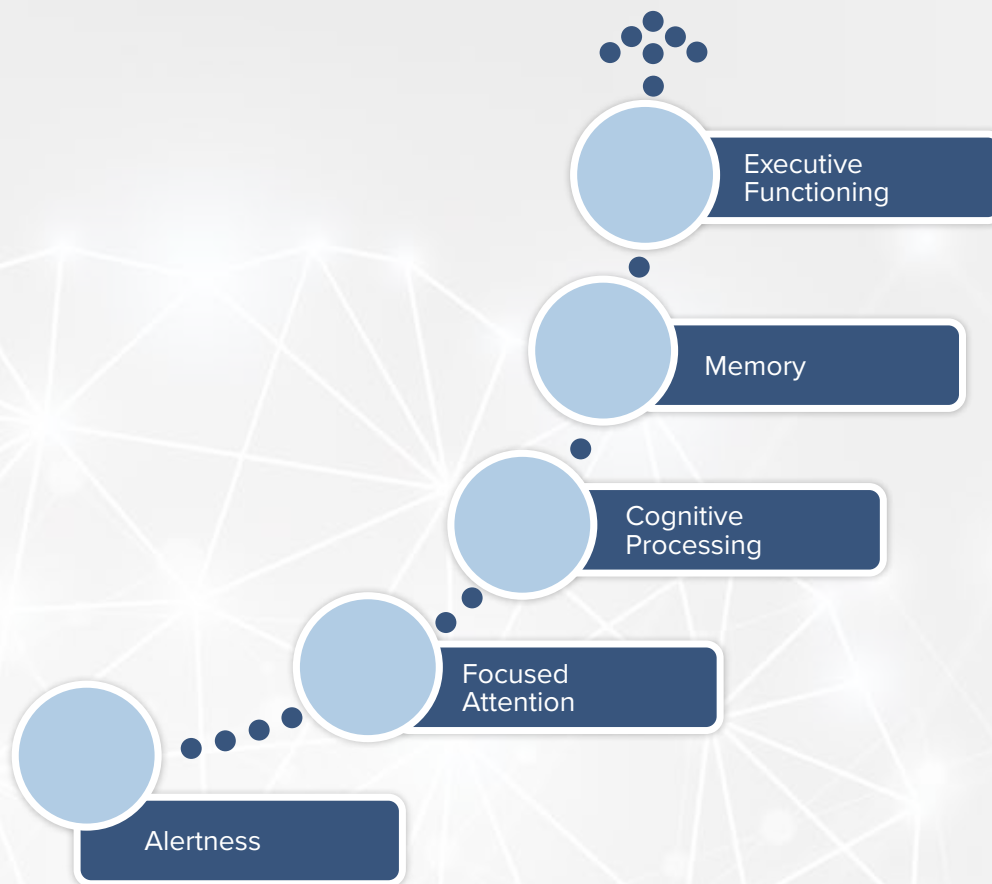 Executive
Functioning
Memory
Cognitive
Processing
Focused
Attention
Alertness